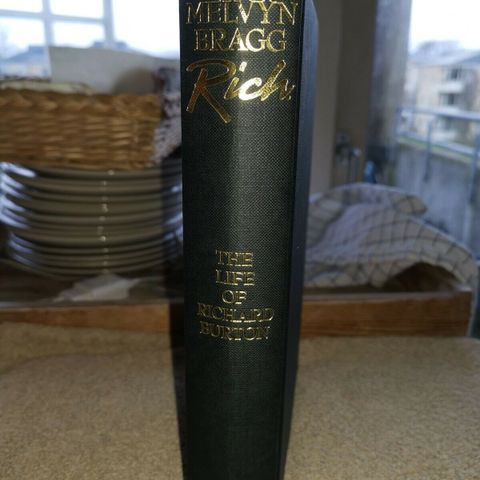 MELVYN
BRAGG
Rich.
THE
LIFE
OF
RICHARD
BURTON